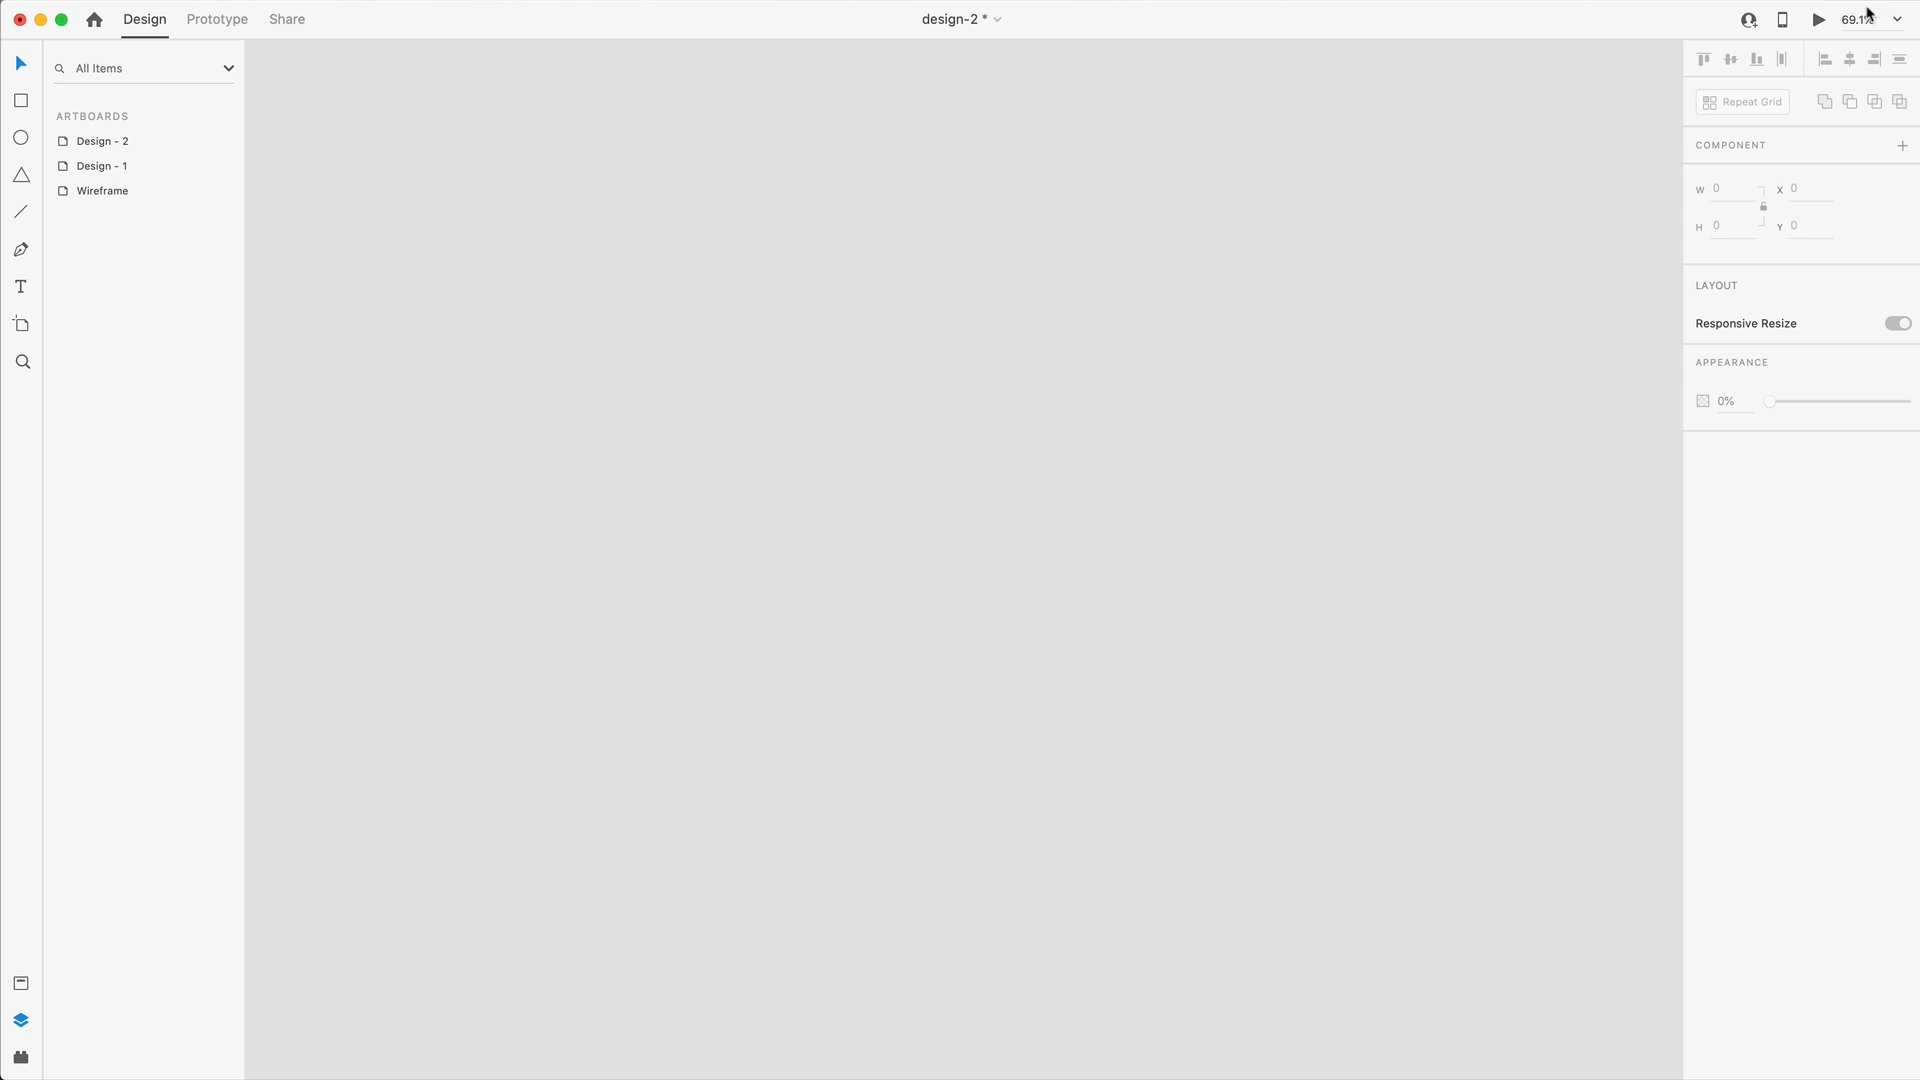 Design Prototype Share design-2 * 69.1%
All Items
ARTBOARDS
Design - 2
Design - 1
Wireframe
Repeat Grid
COMPONENT
W 0 X 0
H 0 Y 0
LAYOUT
Responsive Resize
APPEARANCE
0%